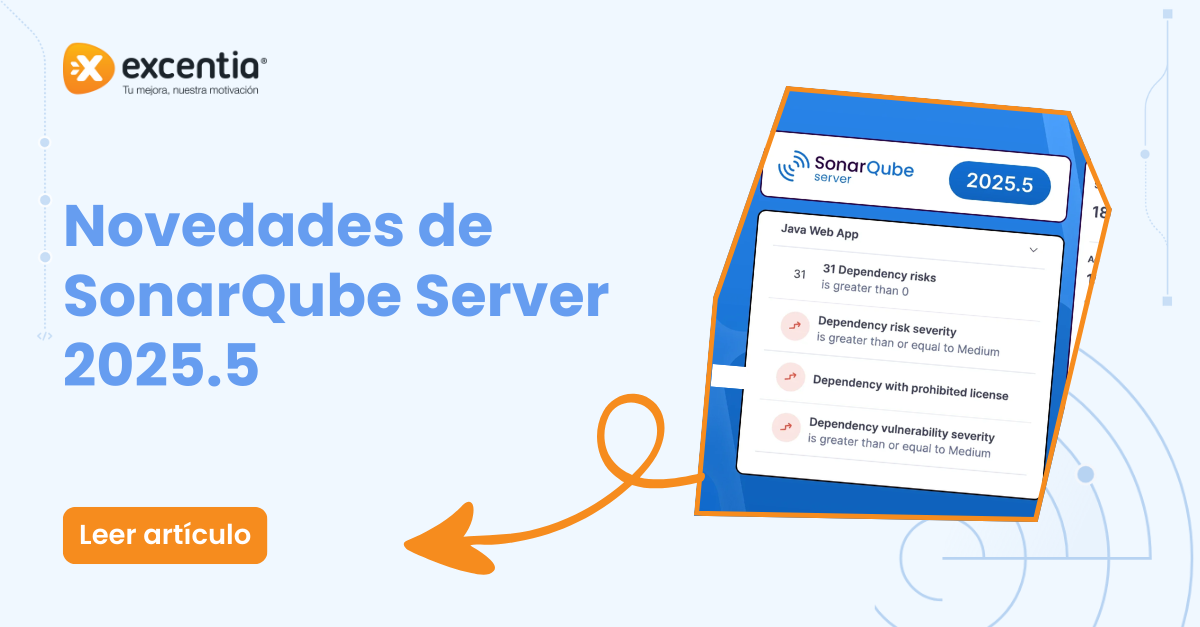 excentia®
Tu mejora, nuestra motivación
Novedades de
SonarQube Server
2025.5
Leer artículo
SonarQube
server
2025.5
Java Web App
31
31 Dependency risks
is greater than 0
Dependency risk severity
is greater than or equal to Medium
Dependency with prohibited license
Dependency vulnerability severity
is greater than or equal to Medium
18